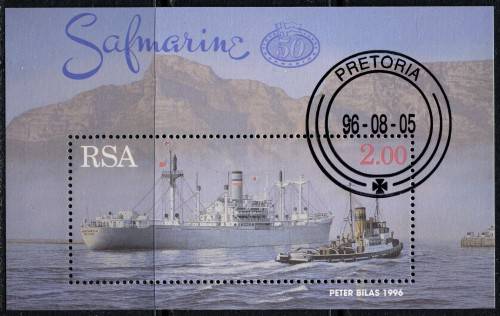 Safmarine
50
PRETORIA
96-08-05
RSA
2.00
PETER BILAS 1996